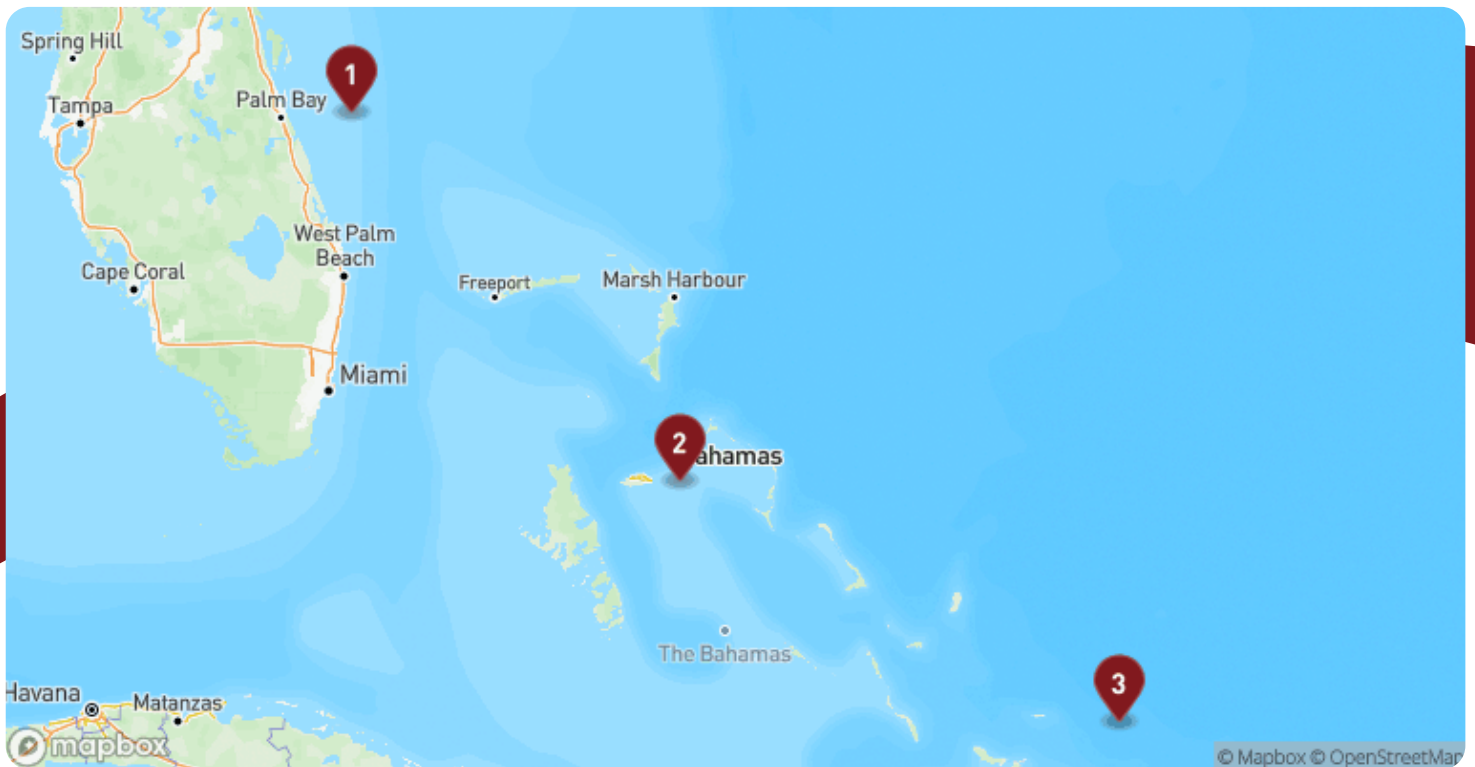 Spring Hill
1
Tampa
Palm Bay
West Palm
Beach
Cape Coral
Freeport
Marsh Harbour
Miami
2
ahamas
The Bahamas
3
Havana
Matanzas
mapbox
© Mapbox © OpenStreetMap